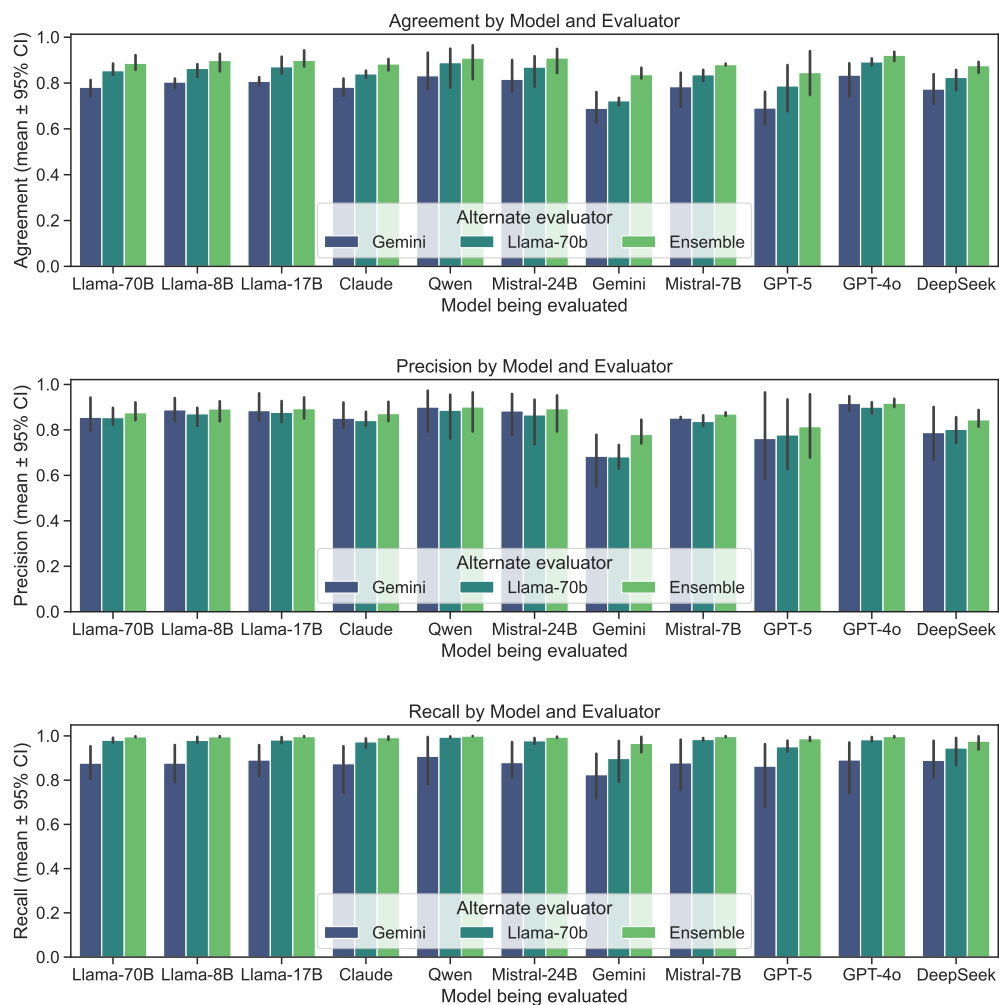 Agreement by Model and Evaluator
Agreement (mean ± 95% CI)
1.0
0.8
0.6
0.4
0.2
0.0
Alternate evaluator
Gemini Llama-70b Ensemble
Llama-70B Llama-8B Llama-17B Claude Qwen Mistral-24B Gemini Mistral-7B GPT-5 GPT-4o DeepSeek
Model being evaluated
Precision by Model and Evaluator
Precision (mean ± 95% CI)
1.0
0.8
0.6
0.4
0.2
0.0
Alternate evaluator
Gemini Llama-70b Ensemble
Llama-70B Llama-8B Llama-17B Claude Qwen Mistral-24B Gemini Mistral-7B GPT-5 GPT-4o DeepSeek
Model being evaluated
Recall by Model and Evaluator
Recall (mean ± 95% CI)
1.0
0.8
0.6
0.4
0.2
0.0
Alternate evaluator
Gemini Llama-70b Ensemble
Llama-70B Llama-8B Llama-17B Claude Qwen Mistral-24B Gemini Mistral-7B GPT-5 GPT-4o DeepSeek
Model being evaluated